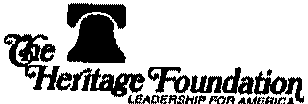 The
Heritage Foundation
LEADERSHIP FOR AMERICA